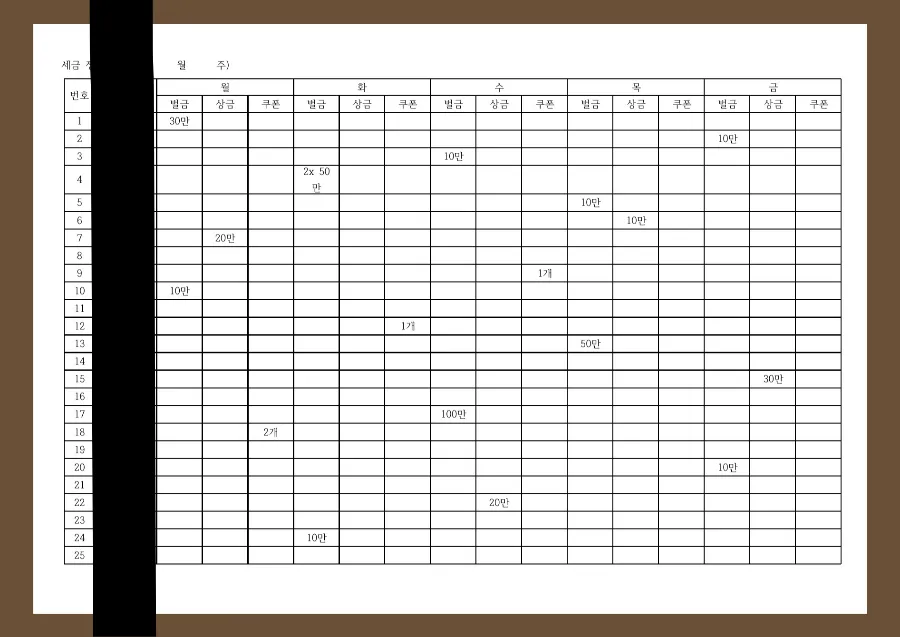 세금 월 주)
번호 월 화 수 목 금
벌금 상금 쿠폰 벌금 상금 쿠폰 벌금 상금 쿠폰 벌금 상금 쿠폰 벌금 상금 쿠폰
1 30만
2 10만
3 10만
4 2x 50
만
5 10만
6 10만
7 20만
8
9 1개
10 10만
11
12 1개
13 50만
14
15 30만
16
17 100만
18 2개
19
20 10만
21
22 20만
23
24 10만
25